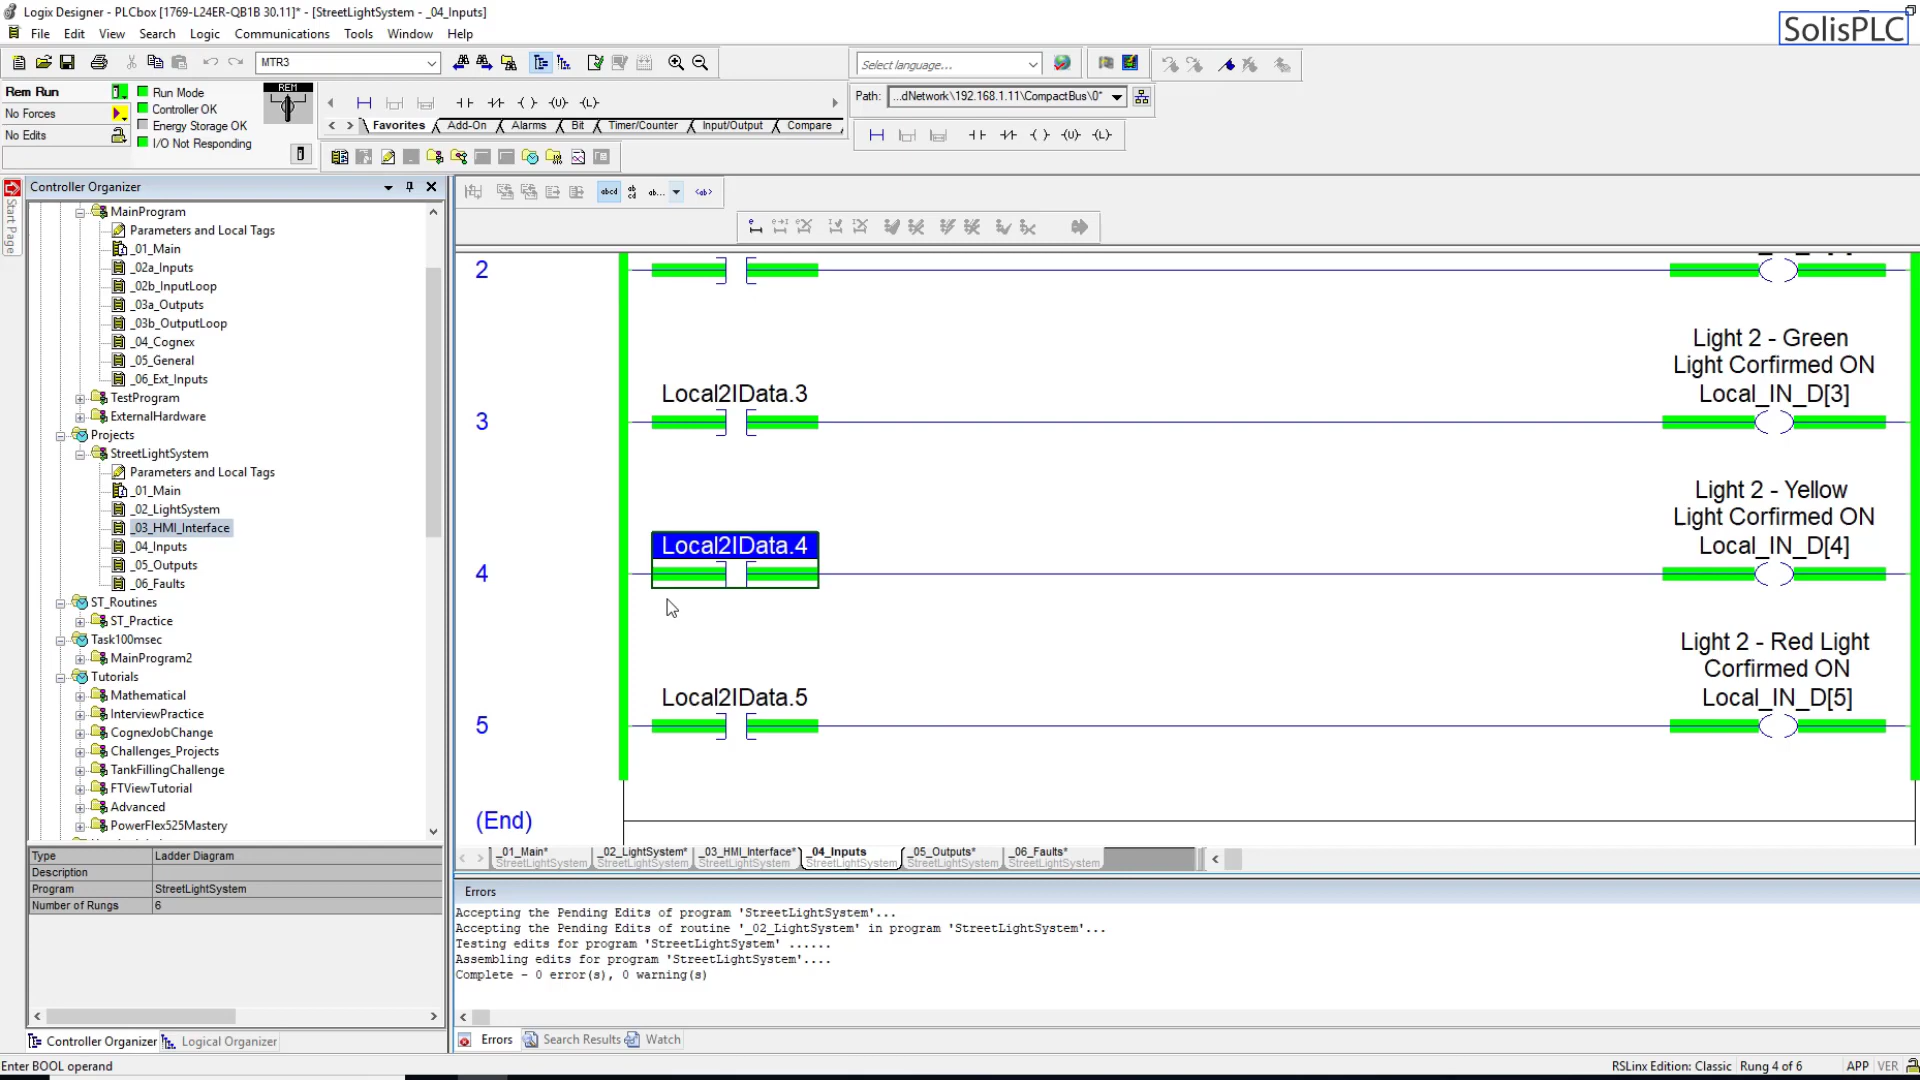 Logix Designer - PLCbox [1769-L24ER-QB1B 30.11]* - [StreetLightSystem - _04_Inputs]
SolisPLC
File Edit View Search Logic Communications Tools Window Help
MTR3
Select language...
Rem Run
No Forces
No Edits
Run Mode
Controller OK
Energy Storage OK
I/O Not Responding
REM
Path: ...dNetwork\192.168.1.11\CompactBus\0*
Favorites Add-On Alarms Bit Timer/Counter Input/Output Compare
Start Page
Controller Organizer
MainProgram
Parameters and Local Tags
_01_Main
_02a_Inputs
_02b_InputLoop
_03a_Outputs
_03b_OutputLoop
_04_Cognex
_05_General
_06_Ext_Inputs
TestProgram
ExternalHardware
Projects
StreetLightSystem
Parameters and Local Tags
_01_Main
_02_LightSystem
_03_HMI_Interface
_04_Inputs
_05_Outputs
_06_Faults
ST_Routines
ST_Practice
Task100msec
MainProgram2
Tutorials
Mathematical
InterviewPractice
CognexJobChange
Challenges_Projects
TankFillingChallenge
FTViewTutorial
Advanced
PowerFlex525Mastery
Type Ladder Diagram
Description
Program StreetLightSystem
Number of Rungs 6
Controller Organizer Logical Organizer
2
Light 2 - Green
Light Corfirmed ON
Local2IData.3 Local_IN_D[3]
3
Light 2 - Yellow
Light Corfirmed ON
Local2IData.4 Local_IN_D[4]
4
Light 2 - Red Light
Corfirmed ON
Local2IData.5 Local_IN_D[5]
5
(End)
_01_Main* _02_LightSystem* _03_HMI_Interface* _04_Inputs _05_Outputs* _06_Faults*
StreetLightSystem StreetLightSystem StreetLightSystem StreetLightSystem StreetLightSystem StreetLightSystem
Errors
Accepting the Pending Edits of program 'StreetLightSystem'...
Accepting the Pending Edits of routine '_02_LightSystem' in program 'StreetLightSystem'...
Testing edits for program 'StreetLightSystem' ......
Assembling edits for program 'StreetLightSystem'....
Complete - 0 error(s), 0 warning(s)
Errors Search Results Watch
Enter BOOL operand
RSLinx Edition: Classic Rung 4 of 6 APP VER